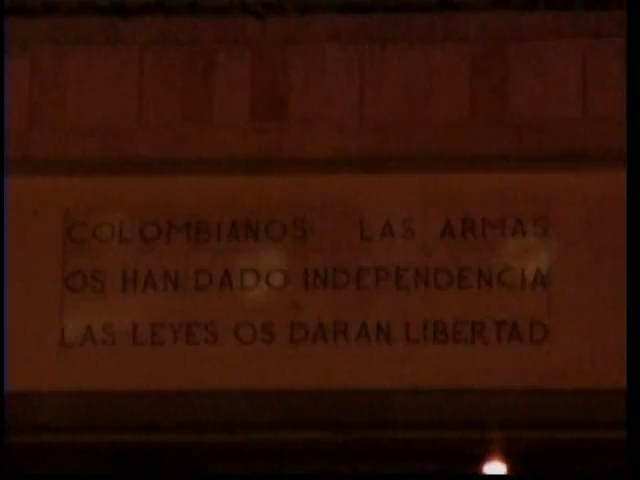 COLOMBIANOS LAS ARMAS
OS HAN DADO INDEPENDENCIA
LAS LEYES OS DARAN LIBERTAD